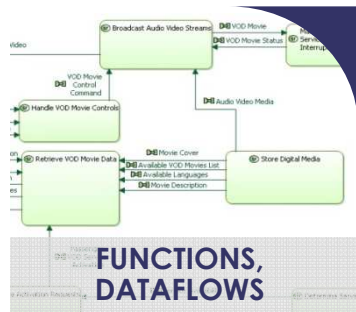 Broadcast Audio Video Streams
VOD Movie
VOD Movie Status
Video
Interrup
VOD Movie
Control
Command
Audio Video Media
Handle VOD Movie Controls
Movie Cover
Available VOD Movies List
Available Languages
Movie Description
Retrieve VOD Movie Data
Store Digital Media
FUNCTIONS,
DATAFLOWS